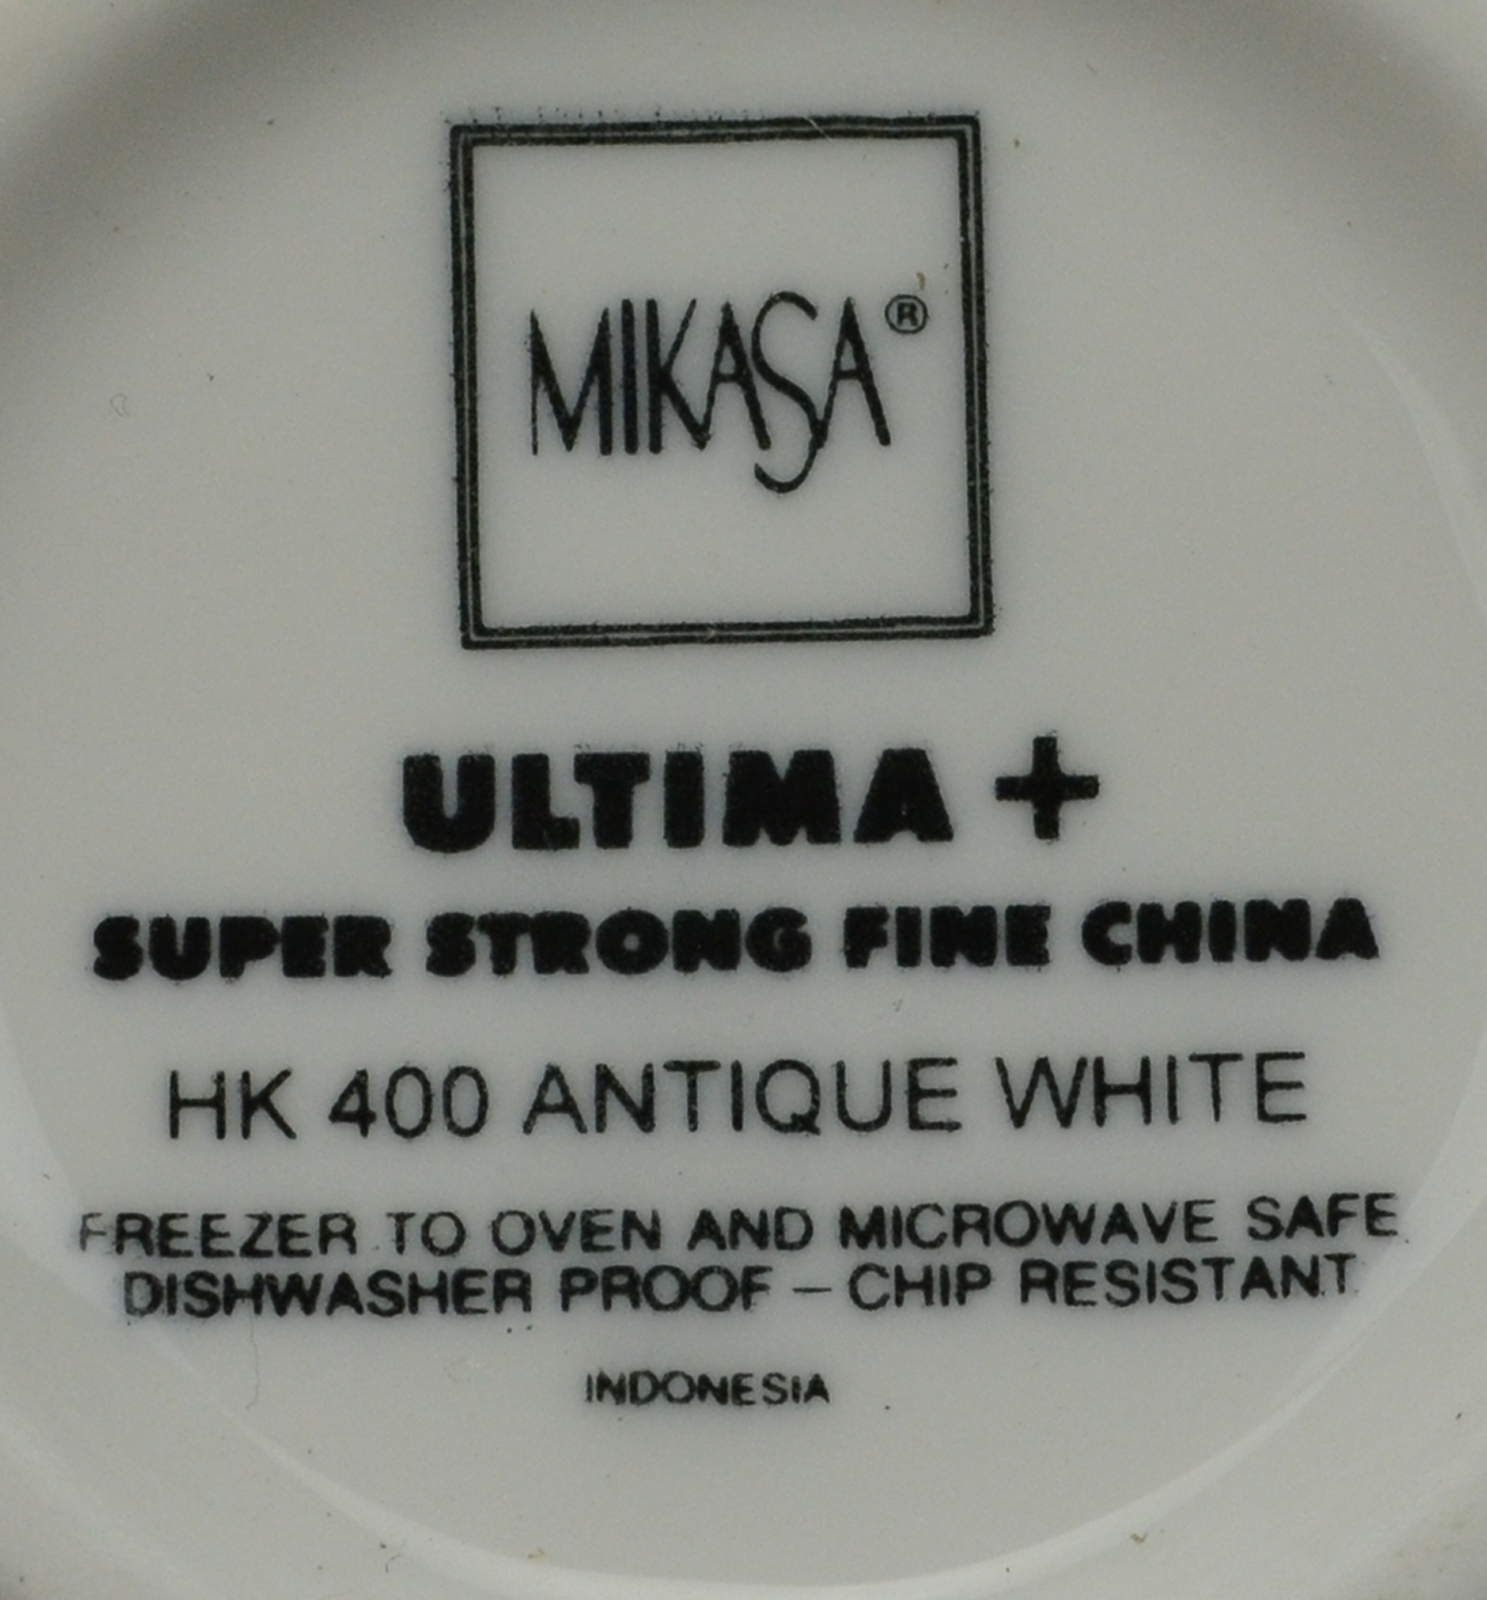 MIKASA®
ULTIMA +
SUPER STRONG FINE CHINA
HK 400 ANTIQUE WHITE
FREEZER TO OVEN AND MICROWAVE SAFE
DISHWASHER PROOF – CHIP RESISTANT
INDONESIA